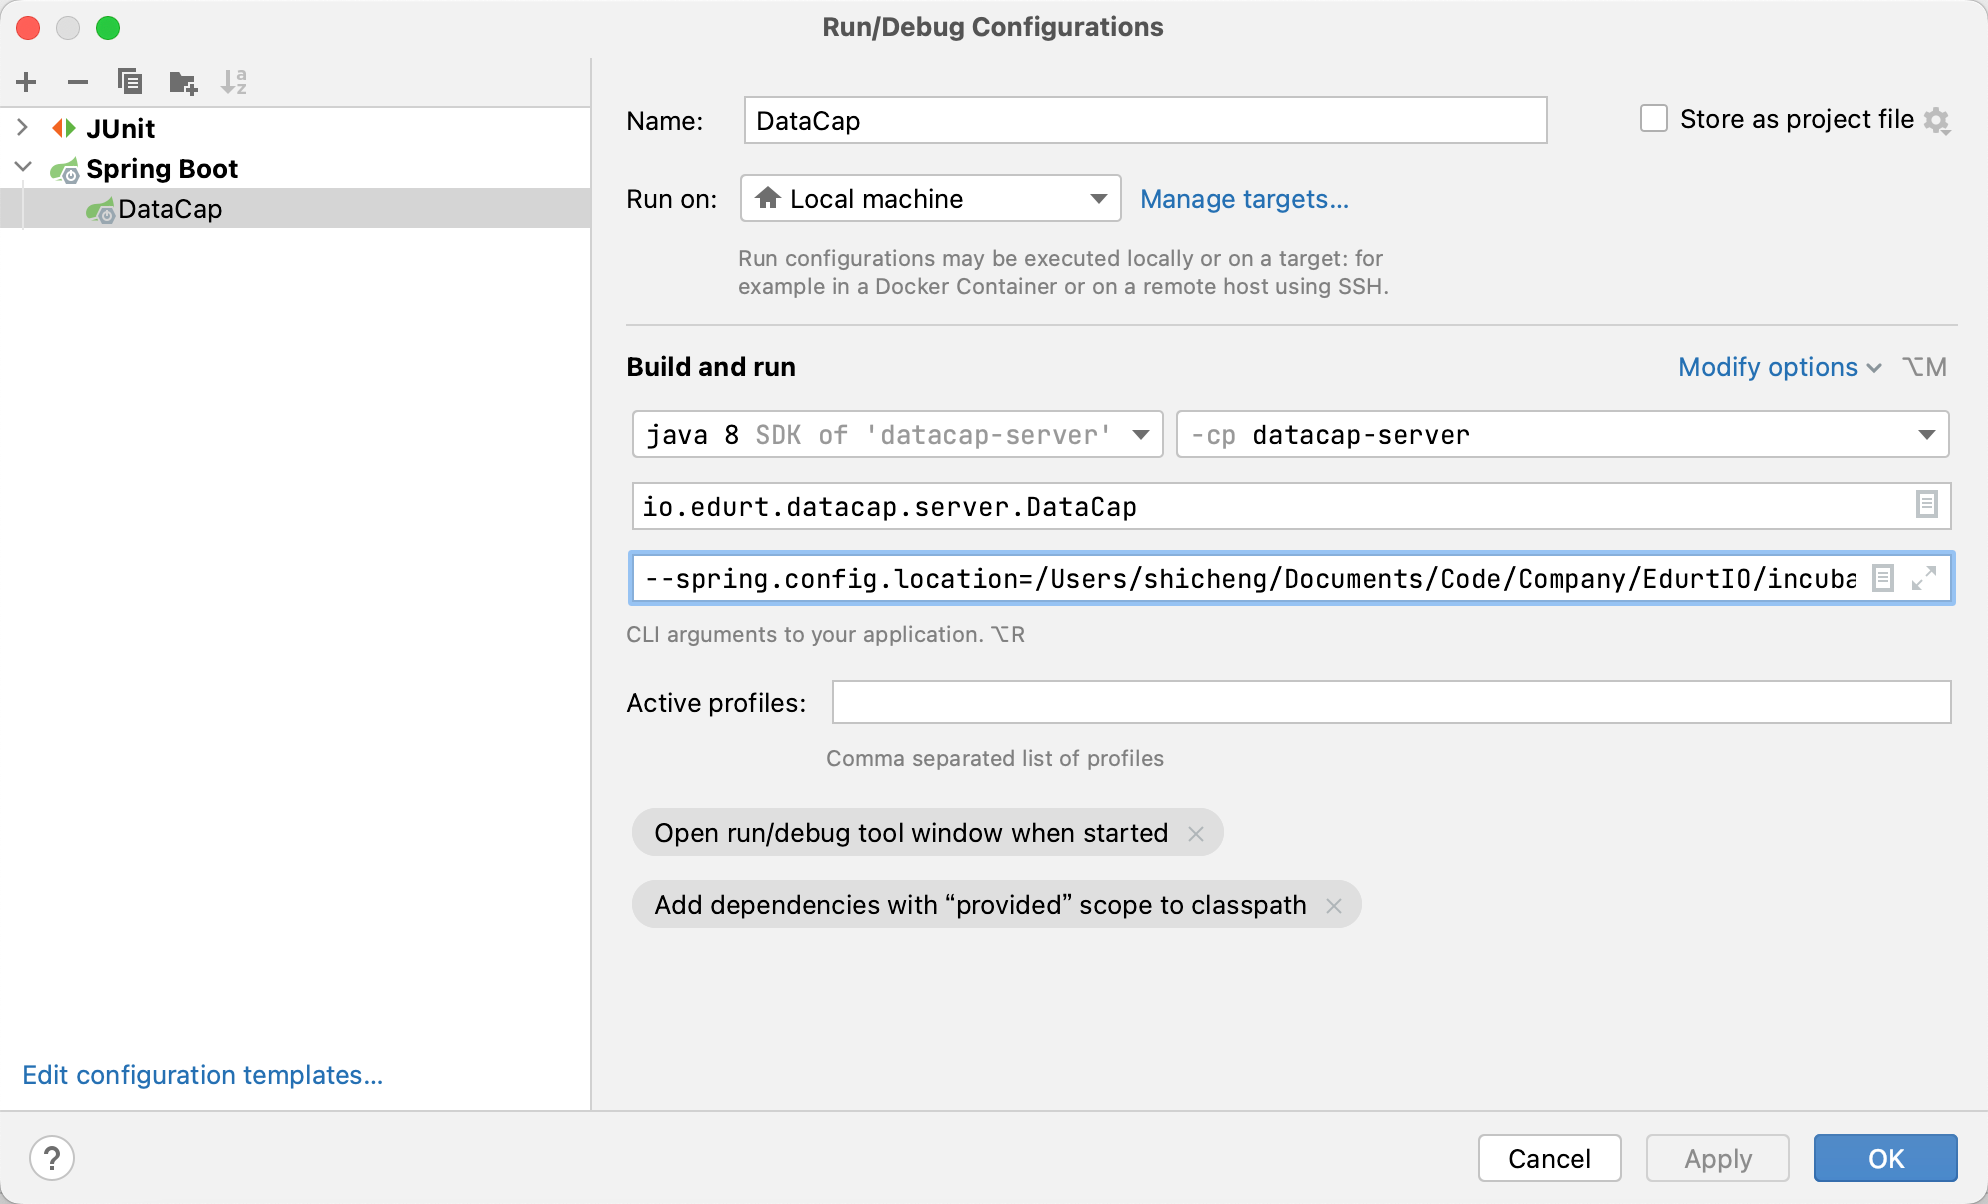 Run/Debug Configurations
JUnit
Spring Boot
DataCap
Edit configuration templates...
Name: DataCap
Store as project file
Run on: Local machine Manage targets...
Run configurations may be executed locally or on a target: for
example in a Docker Container or on a remote host using SSH.
Build and run Modify options ⌥M
java 8 SDK of 'datacap-server' -cp datacap-server
io.edurt.datacap.server.DataCap
--spring.config.location=/Users/shicheng/Documents/Code/Company/EdurtIO/incuba
CLI arguments to your application. ⌥R
Active profiles:
Comma separated list of profiles
Open run/debug tool window when started
Add dependencies with “provided” scope to classpath
? Cancel Apply OK